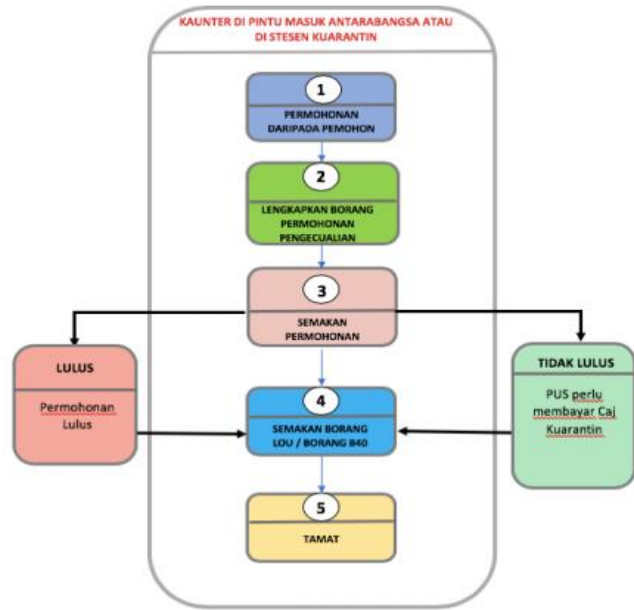 KAUNTER DI PINTU MASUK ANTARABANGSA ATAU
DI STESEN KUARANTIN
1
PERMOHONAN
DARIPADA PEMOHON
2
LENGKAPKAN BORANG
PERMOHONAN
PENGECUALIAN
3
SEMAKAN
PERMOHONAN
LULUS
Permohonan
Lulus
TIDAK LULUS
PUS perlu
membayar Caj
Kuarantin
4
SEMAKAN BORANG
LOU / BORANG B40
5
TAMAT